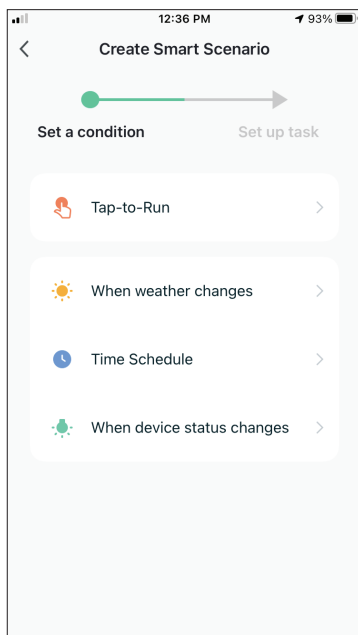 12:36 PM
93%
Create Smart Scenario
Set a condition
Set up task
Tap-to-Run
When weather changes
Time Schedule
When device status changes